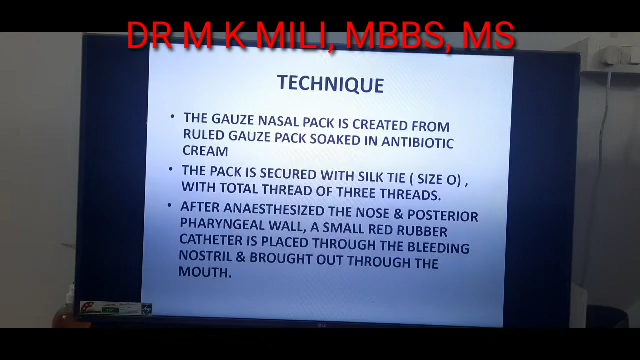 DR M K MILI, MBBS, MS
TECHNIQUE
• THE GAUZE NASAL PACK IS CREATED FROM
RULED GAUZE PACK SOAKED IN ANTIBIOTIC
CREAM
• THE PACK IS SECURED WITH SILK TIE ( SIZE O) ,
WITH TOTAL THREAD OF THREE THREADS.
• AFTER ANAESTHESIZED THE NOSE & POSTERIOR
PHARYNGEAL WALL, A SMALL RED RUBBER
CATHETER IS PLACED THROUGH THE BLEEDING
NOSTRIL & BROUGHT OUT THROUGH THE
MOUTH.